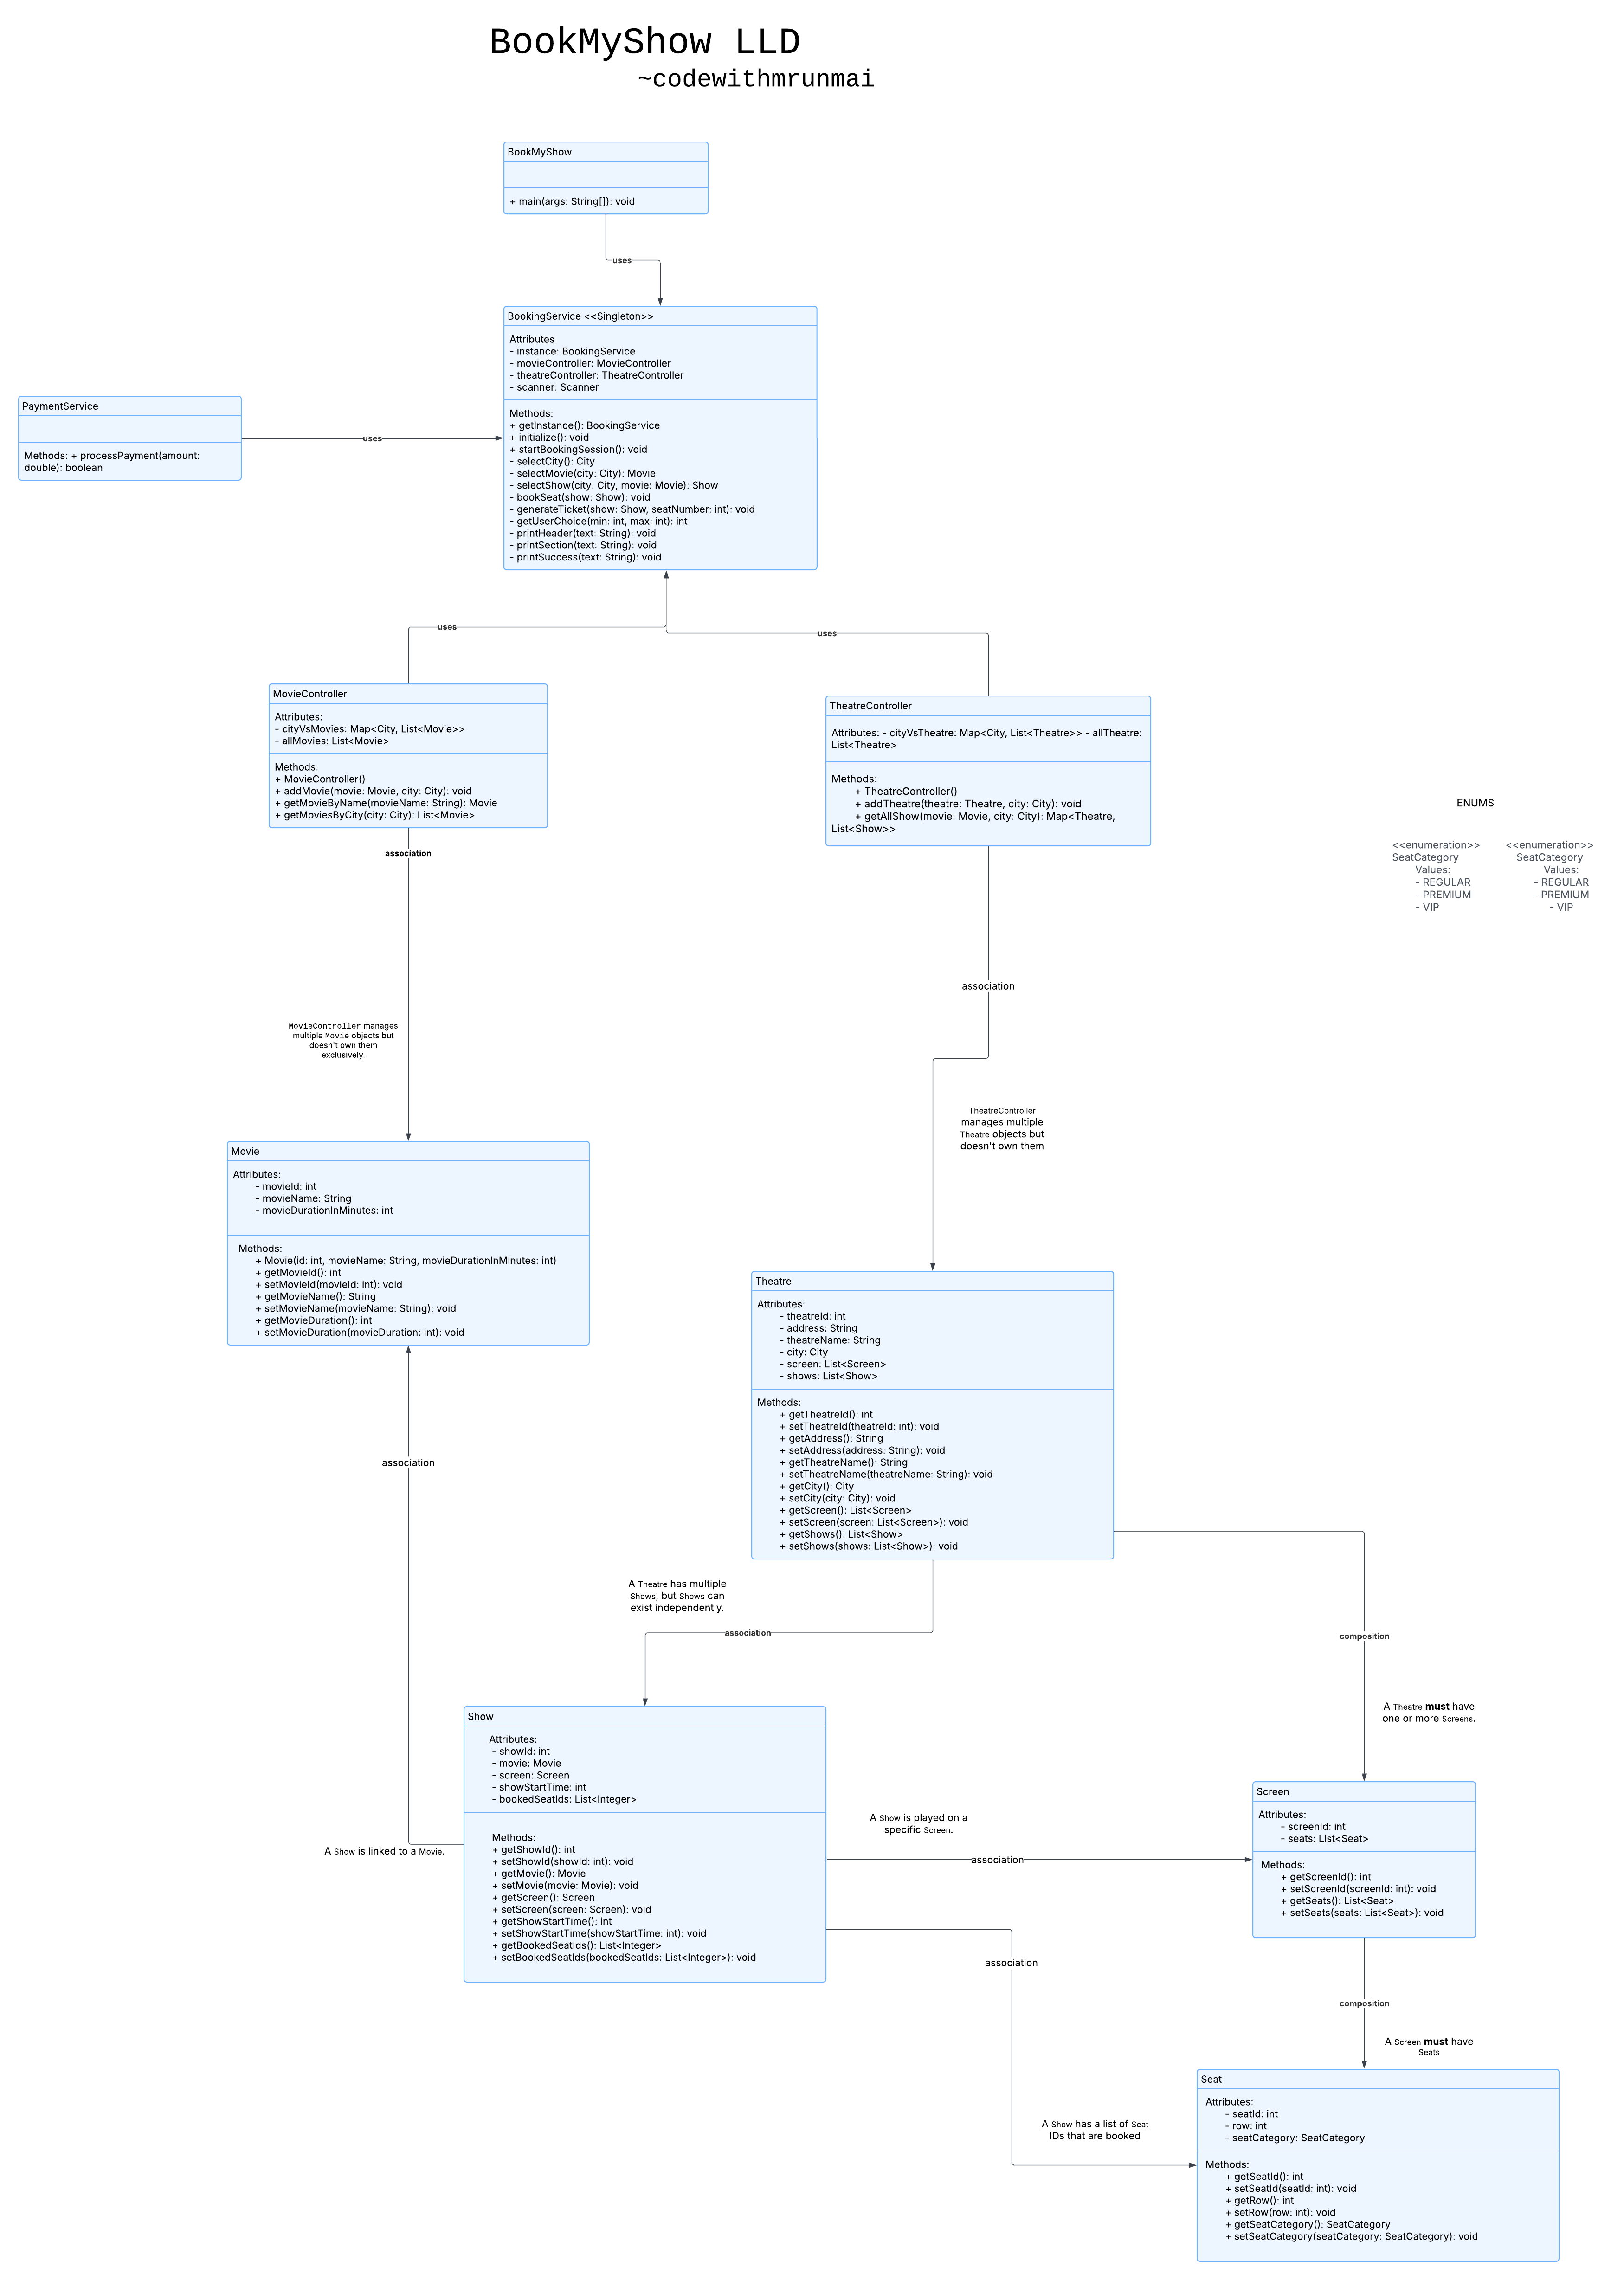 BookMyShow LLD
~codewithmrunmai
BookMyShow
+ main(args: String[]): void
uses
BookingService <<Singleton>>
Attributes
- instance: BookingService
- movieController: MovieController
- theatreController: TheatreController
- scanner: Scanner
Methods:
+ getInstance(): BookingService
+ initialize(): void
+ startBookingSession(): void
- selectCity(): City
- selectMovie(city: City): Movie
- selectShow(city: City, movie: Movie): Show
- bookSeat(show: Show): void
- generateTicket(show: Show, seatNumber: int): void
- getUserChoice(min: int, max: int): int
- printHeader(text: String): void
- printSection(text: String): void
- printSuccess(text: String): void
PaymentService
Methods: + processPayment(amount:
double): boolean
uses
uses
uses
MovieController
Attributes:
- cityVsMovies: Map<City, List<Movie>>
- allMovies: List<Movie>
Methods:
+ MovieController()
+ addMovie(movie: Movie, city: City): void
+ getMovieByName(movieName: String): Movie
+ getMoviesByCity(city: City): List<Movie>
TheatreController
Attributes: - cityVsTheatre: Map<City, List<Theatre>> - allTheatre:
List<Theatre>
Methods:
+ TheatreController()
+ addTheatre(theatre: Theatre, city: City): void
+ getAllShow(movie: Movie, city: City): Map<Theatre,
List<Show>>
ENUMS
<<enumeration>>
SeatCategory
Values:
- REGULAR
- PREMIUM
- VIP
<<enumeration>>
SeatCategory
Values:
- REGULAR
- PREMIUM
- VIP
association
MovieController manages
multiple Movie objects but
doesn't own them
exclusively.
association
TheatreController
manages multiple
Theatre objects but
doesn't own them
Movie
Attributes:
- movieId: int
- movieName: String
- movieDurationInMinutes: int
Methods:
+ Movie(id: int, movieName: String, movieDurationInMinutes: int)
+ getMovieId(): int
+ setMovieId(movieId: int): void
+ getMovieName(): String
+ setMovieName(movieName: String): void
+ getMovieDuration(): int
+ setMovieDuration(movieDuration: int): void
Theatre
Attributes:
- theatreId: int
- address: String
- theatreName: String
- city: City
- screen: List<Screen>
- shows: List<Show>
Methods:
+ getTheatreId(): int
+ setTheatreId(theatreId: int): void
+ getAddress(): String
+ setAddress(address: String): void
+ getTheatreName(): String
+ setTheatreName(theatreName: String): void
+ getCity(): City
+ setCity(city: City): void
+ getScreen(): List<Screen>
+ setScreen(screen: List<Screen>): void
+ getShows(): List<Show>
+ setShows(shows: List<Show>): void
association
A Theatre has multiple
Shows, but Shows can
exist independently.
association
composition
A Theatre must have
one or more Screens.
Show
Attributes:
- showId: int
- movie: Movie
- screen: Screen
- showStartTime: int
- bookedSeatIds: List<Integer>
Methods:
+ getShowId(): int
+ setShowId(showId: int): void
+ getMovie(): Movie
+ setMovie(movie: Movie): void
+ getScreen(): Screen
+ setScreen(screen: Screen): void
+ getShowStartTime(): int
+ setShowStartTime(showStartTime: int): void
+ getBookedSeatIds(): List<Integer>
+ setBookedSeatIds(bookedSeatIds: List<Integer>): void
A Show is linked to a Movie.
A Show is played on a
specific Screen.
association
Screen
Attributes:
- screenId: int
- seats: List<Seat>
Methods:
+ getScreenId(): int
+ setScreenId(screenId: int): void
+ getSeats(): List<Seat>
+ setSeats(seats: List<Seat>): void
association
composition
A Screen must have
Seats
A Show has a list of Seat
IDs that are booked
Seat
Attributes:
- seatId: int
- row: int
- seatCategory: SeatCategory
Methods:
+ getSeatId(): int
+ setSeatId(seatId: int): void
+ getRow(): int
+ setRow(row: int): void
+ getSeatCategory(): SeatCategory
+ setSeatCategory(seatCategory: SeatCategory): void